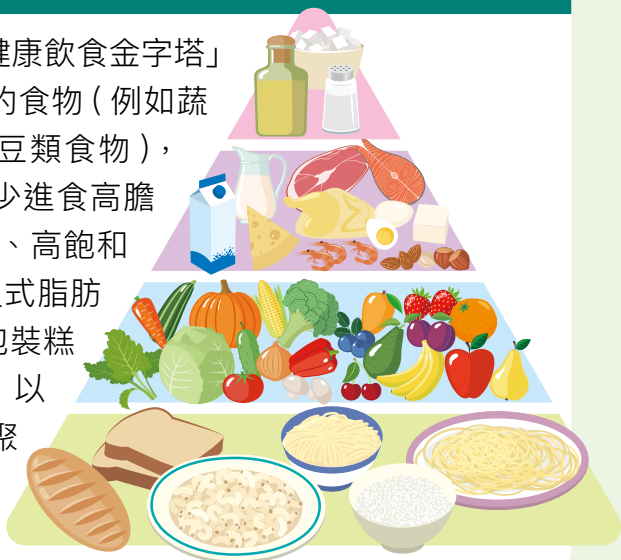 健康飲食金字塔」
的食物 ( 例如蔬
豆類食物 )，
少進食高膽
、高飽和
式脂肪
包裝糕
以
聚